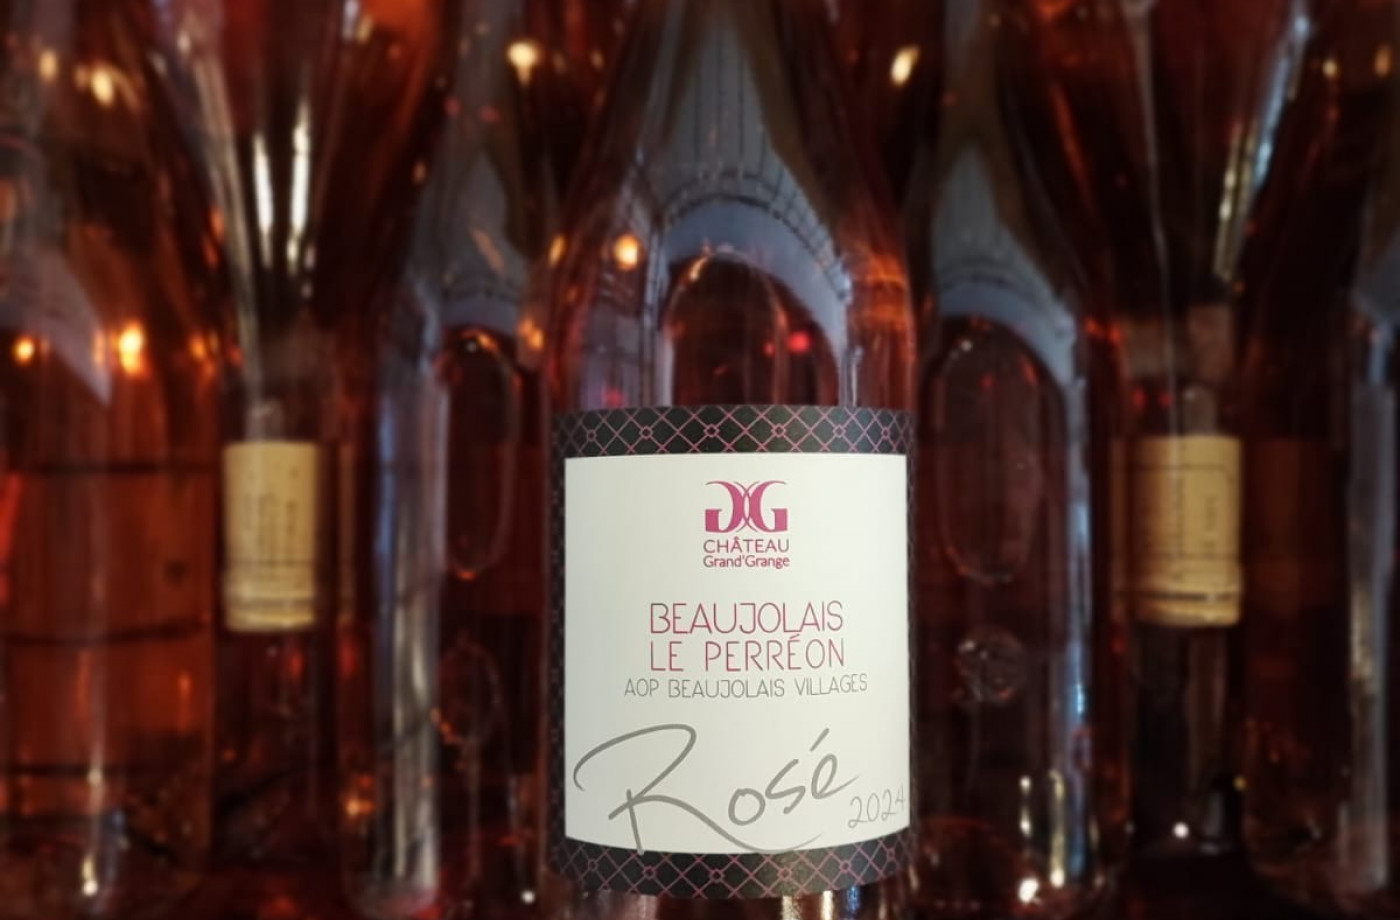 GG
CHÂTEAU
Grand'Grange
BEAUJOLAIS
LE PERRÉON
AOP BEAUJOLAIS VILLAGES
Rosé
2024